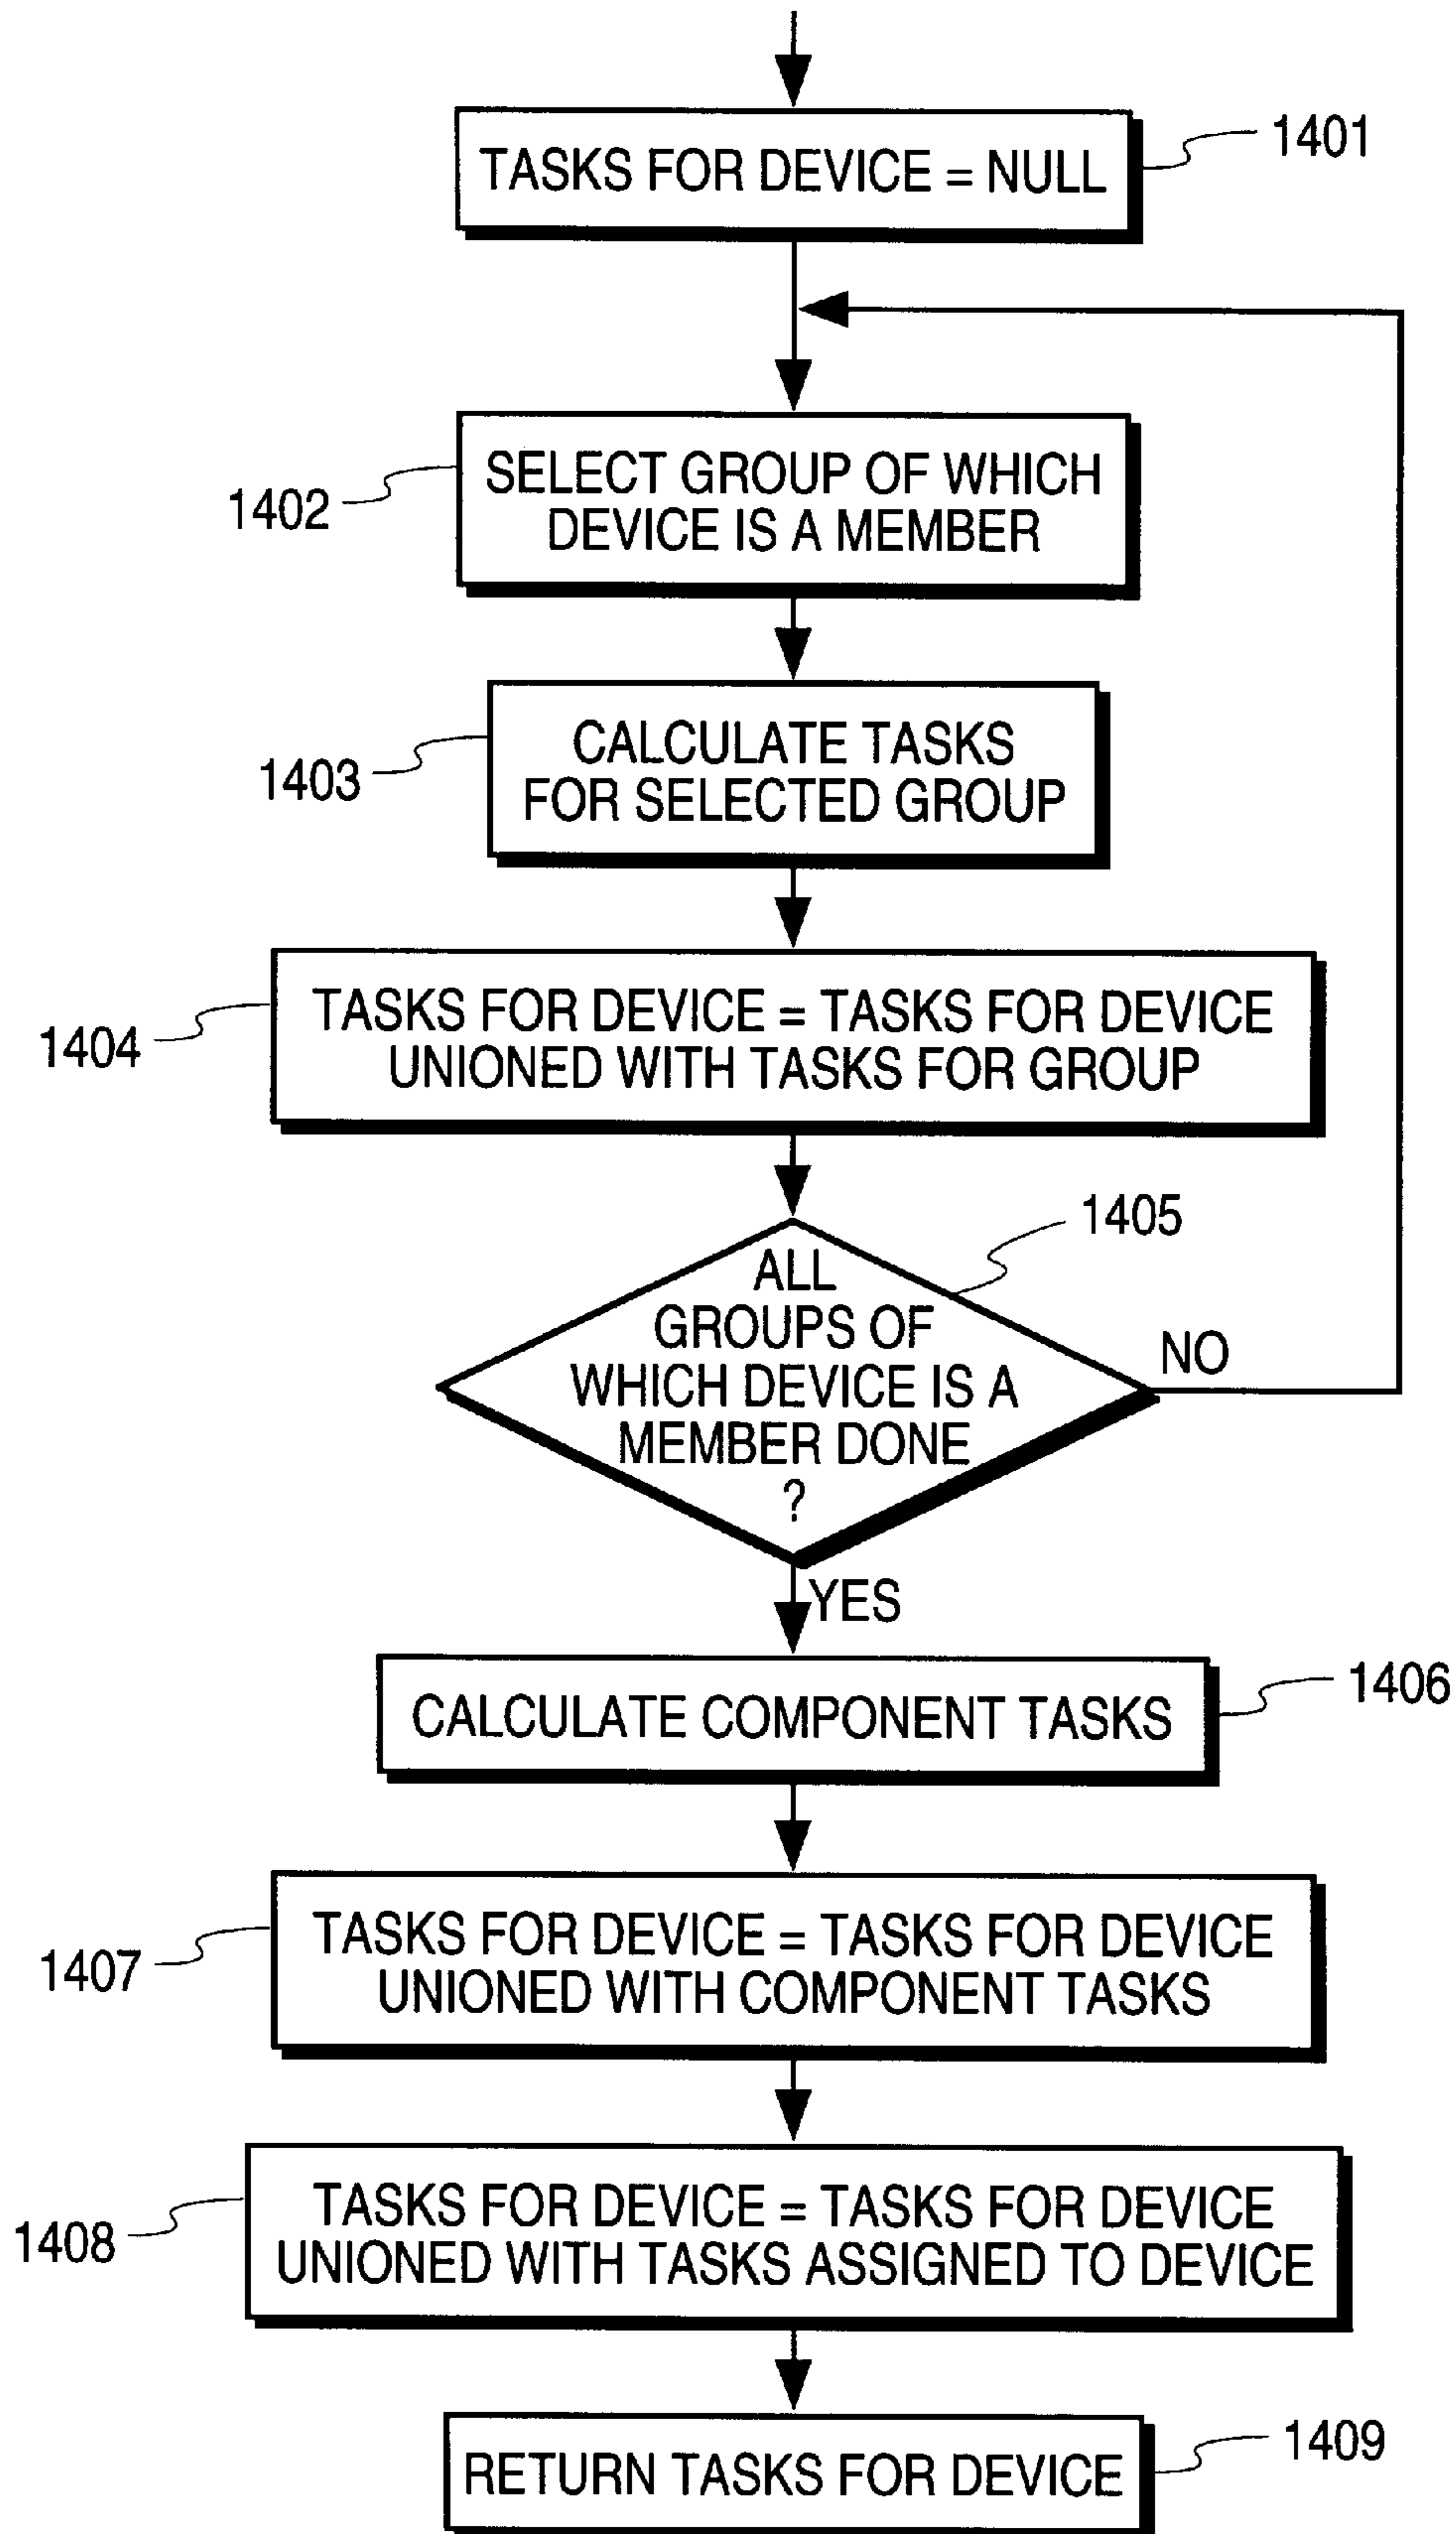 1401
TASKS FOR DEVICE = NULL
SELECT GROUP OF WHICH
DEVICE IS A MEMBER
1402
CALCULATE TASKS
FOR SELECTED GROUP
1403
TASKS FOR DEVICE = TASKS FOR DEVICE
UNIONED WITH TASKS FOR GROUP
1404
1405
ALL
GROUPS OF
WHICH DEVICE IS A
MEMBER DONE
?
NO
YES
1406
CALCULATE COMPONENT TASKS
TASKS FOR DEVICE = TASKS FOR DEVICE
UNIONED WITH COMPONENT TASKS
1407
TASKS FOR DEVICE = TASKS FOR DEVICE
UNIONED WITH TASKS ASSIGNED TO DEVICE
1408
1409
RETURN TASKS FOR DEVICE